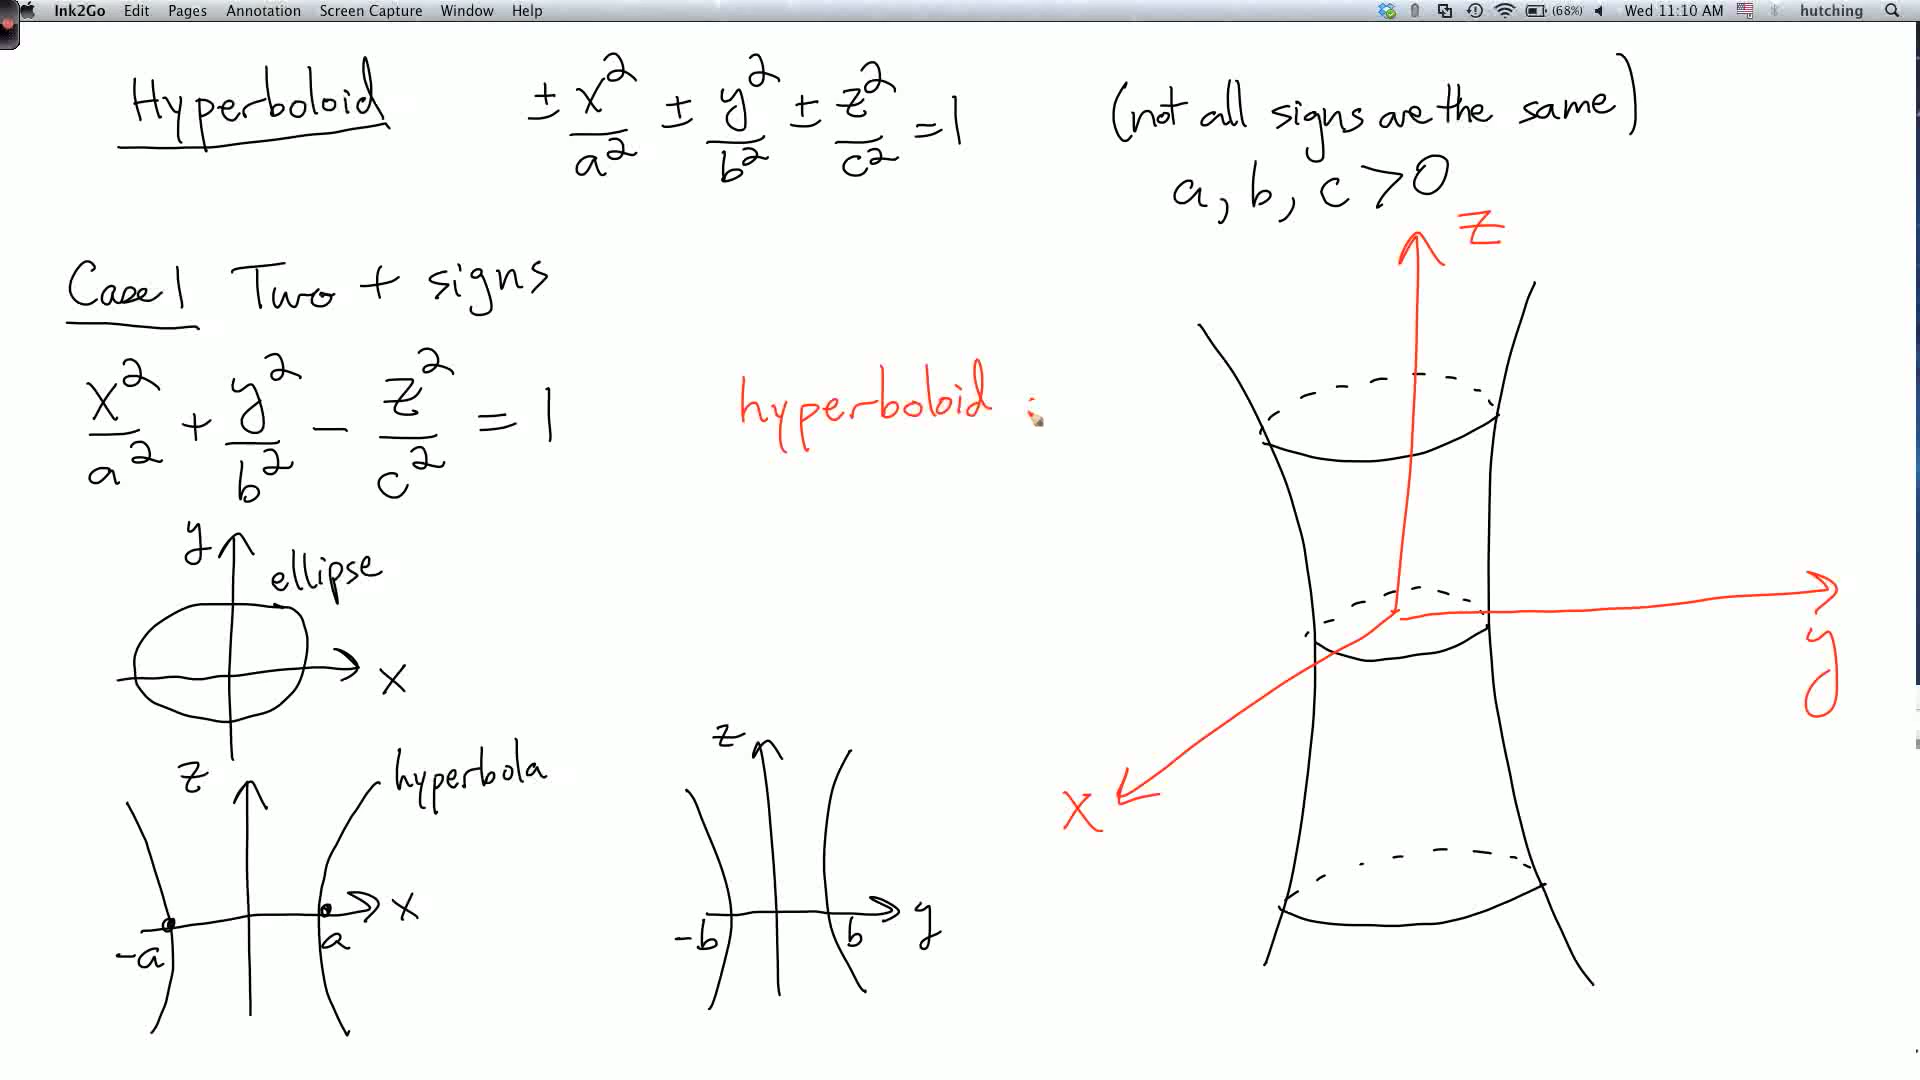 Ink2Go Edit Pages Annotation Screen Capture Window Help (68%) Wed 11:10 AM hutching
Hyperboloid ± x²/a² ± y²/b² ± z²/c² = 1 (not all signs are the same)
a, b, c > 0
Case 1 Two + signs
x²/a² + y²/b² − z²/c² = 1
hyperboloid
z
y
x
y
ellipse
x
z
hyperbola
x
-a
a
z
-b
b
y